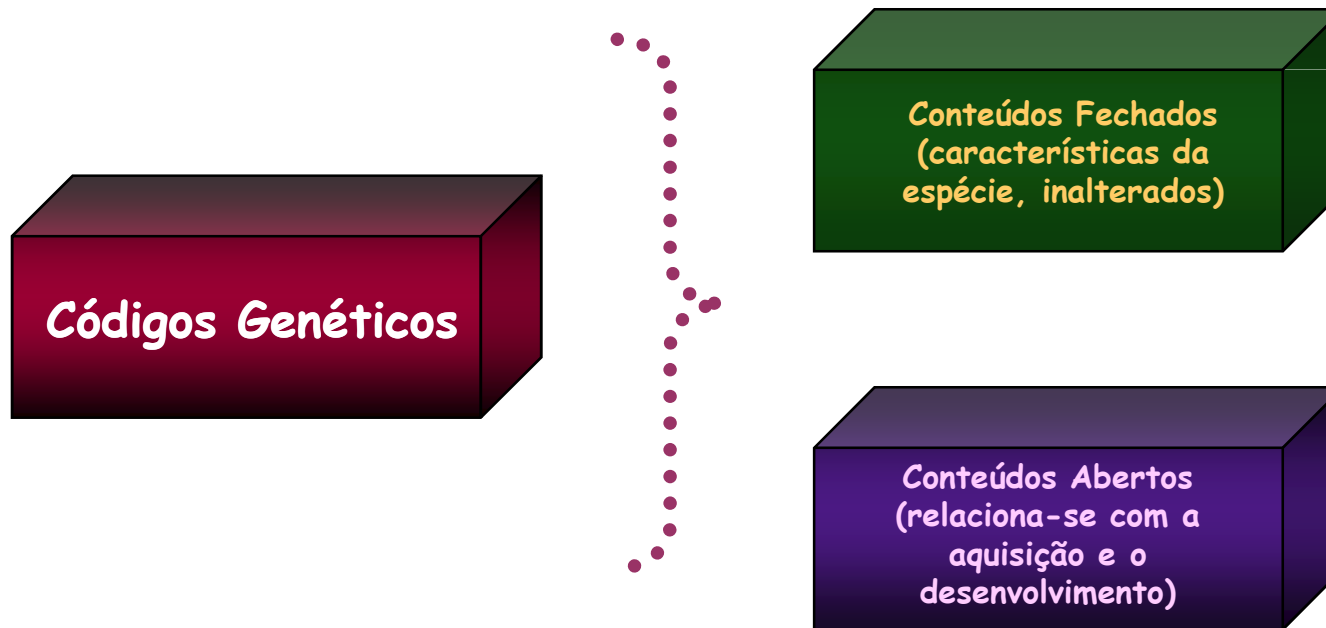 Códigos Genéticos
Conteúdos Fechados
(características da
espécie, inalterados)
Conteúdos Abertos
(relaciona-se com a
aquisição e o
desenvolvimento)